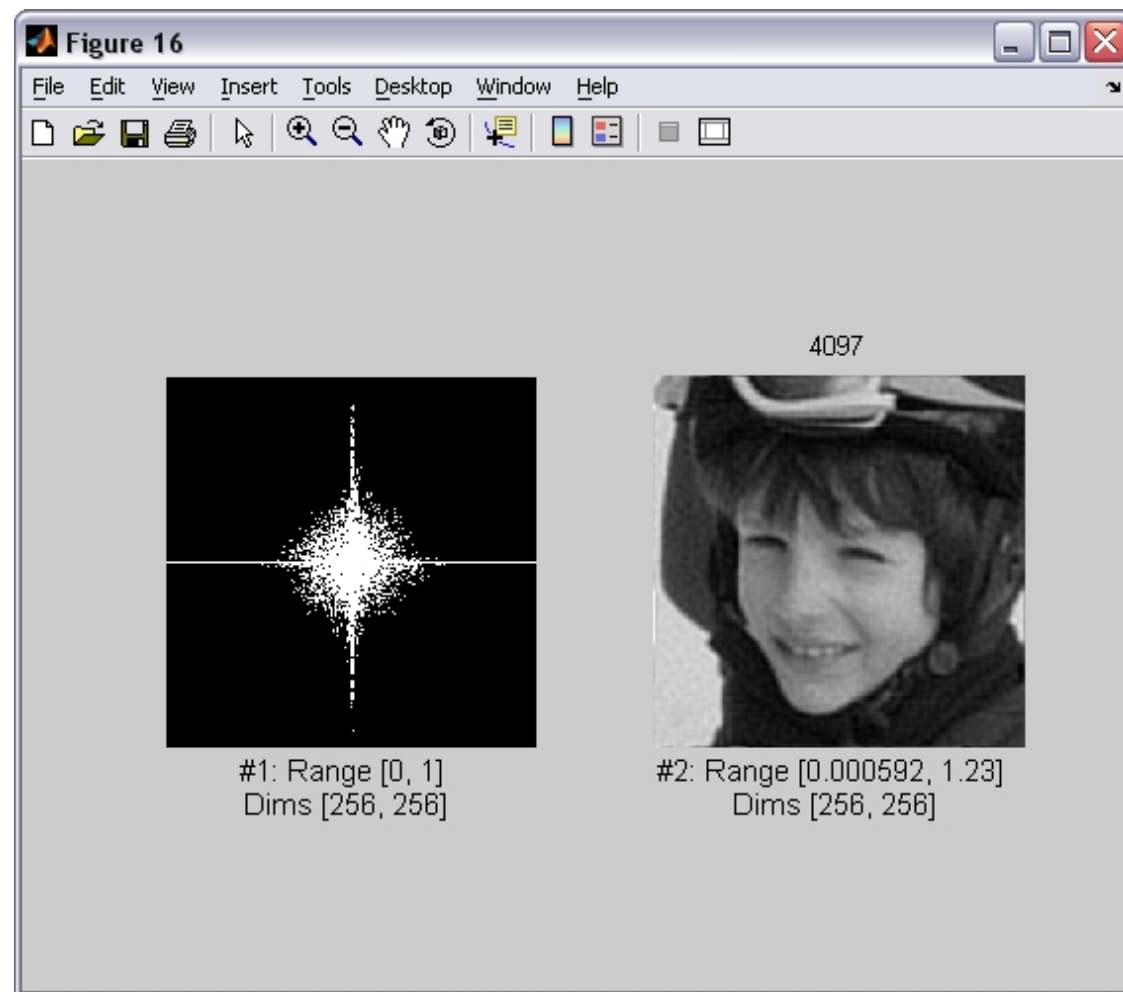 Figure 16
File Edit View Insert Tools Desktop Window Help
4097
#1: Range [0, 1]
Dims [256, 256]
#2: Range [0.000592, 1.23]
Dims [256, 256]